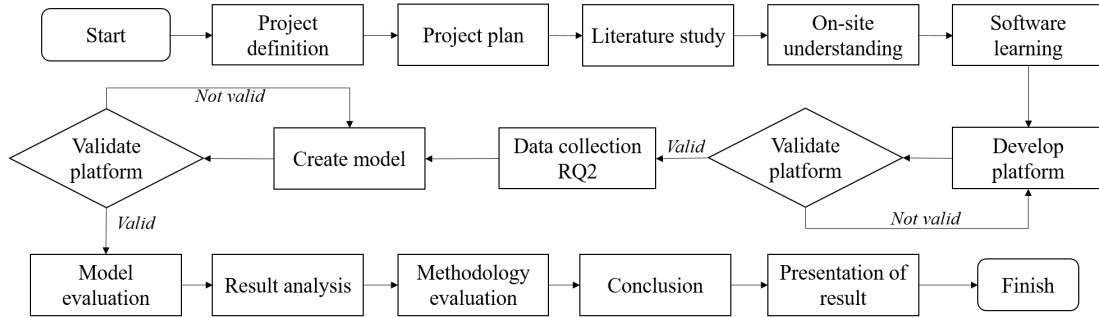 Start
Project
definition
Project plan
Literature study
On-site
understanding
Software
learning
Not valid
Validate
platform
Create model
Data collection
RQ2
Valid
Validate
platform
Develop
platform
Valid
Not valid
Model
evaluation
Result analysis
Methodology
evaluation
Conclusion
Presentation of
result
Finish